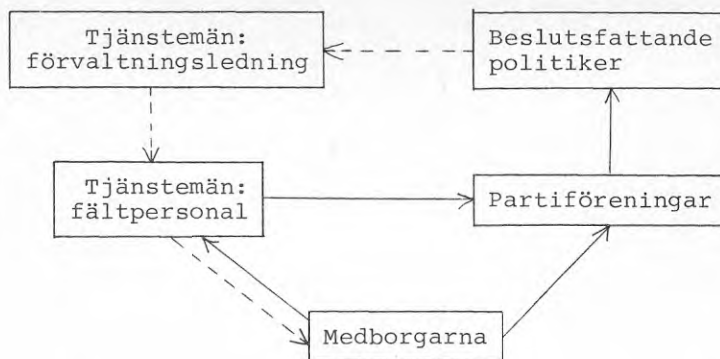 Tjänstemän:
förvaltningsledning
Beslutsfattande
politiker
Tjänstemän:
fältpersonal
Partiföreningar
Medborgarna